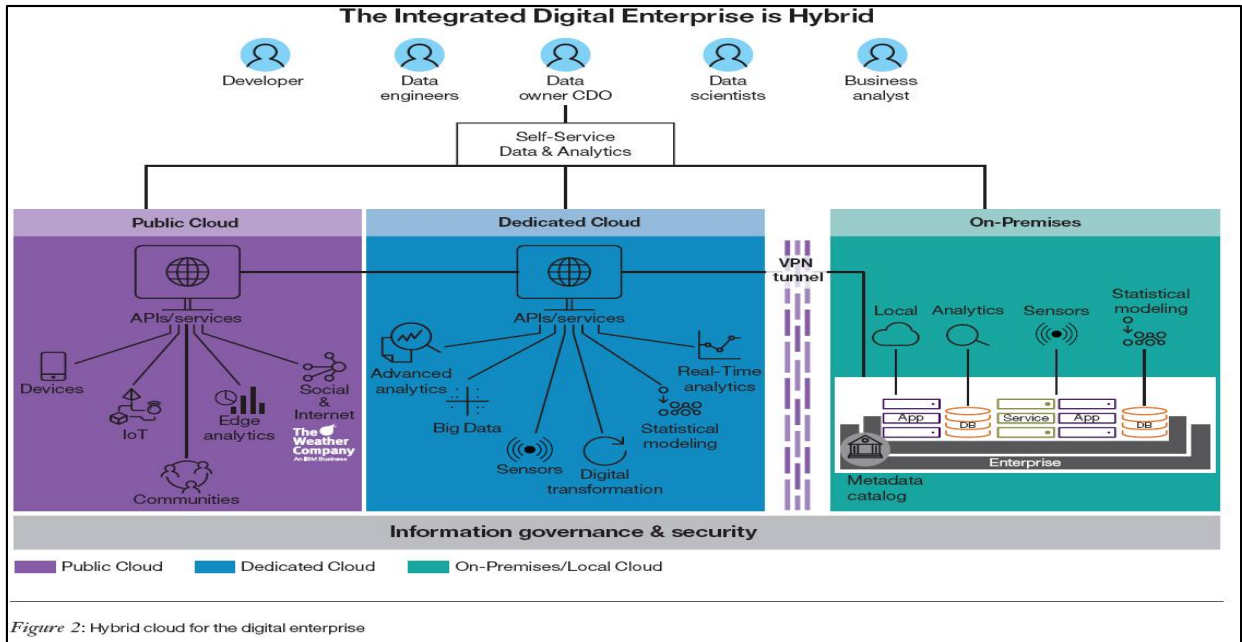 The Integrated Digital Enterprise is Hybrid
Developer
Data
engineers
Data
owner CDO
Data
scientists
Business
analyst
Self-Service
Data & Analytics
Public Cloud
APIs/services
Devices
IoT
Edge
analytics
Social
&
Internet
The
Weather
Company
An IBM Business
Communities
Dedicated Cloud
APIs/services
Advanced
analytics
Big Data
Sensors
Digital
transformation
Statistical
modeling
Real-Time
analytics
VPN
tunnel
On-Premises
Local
Analytics
Sensors
Statistical
modeling
App
DB
Service
App
DB
Enterprise
Metadata
catalog
Information governance & security
Public Cloud
Dedicated Cloud
On-Premises/Local Cloud
Figure 2: Hybrid cloud for the digital enterprise